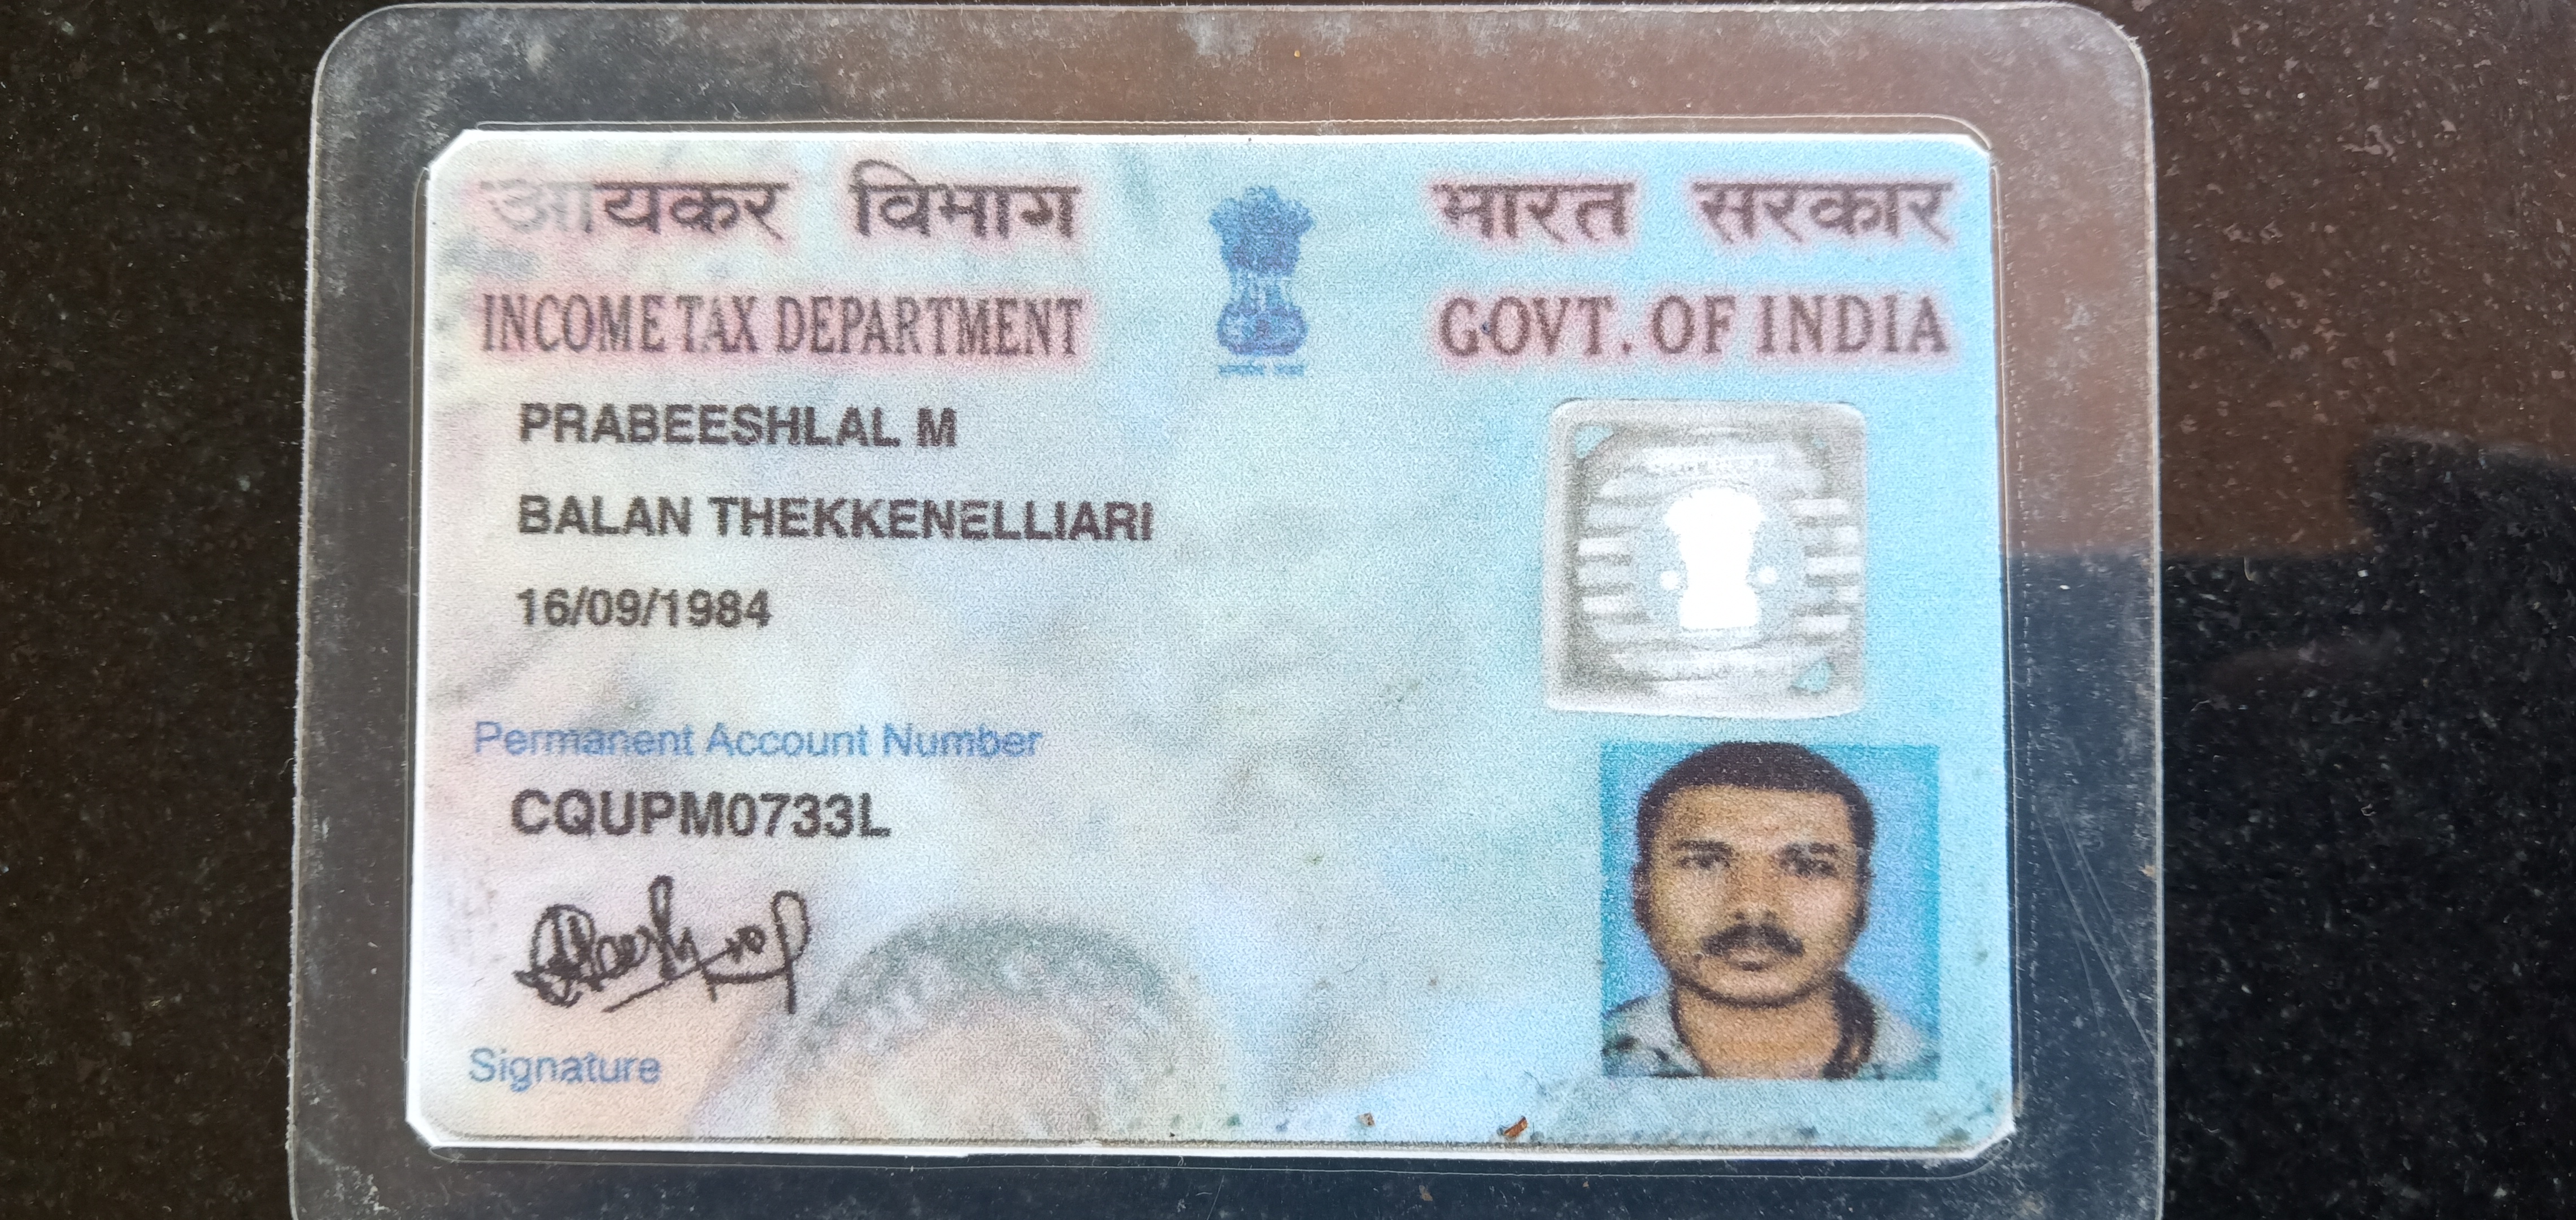 आयकर विभाग
भारत सरकार
INCOME TAX DEPARTMENT
GOVT. OF INDIA
PRABEESHLAL M
BALAN THEKKENELLIARI
16/09/1984
Permanent Account Number
CQUPM0733L
Signature